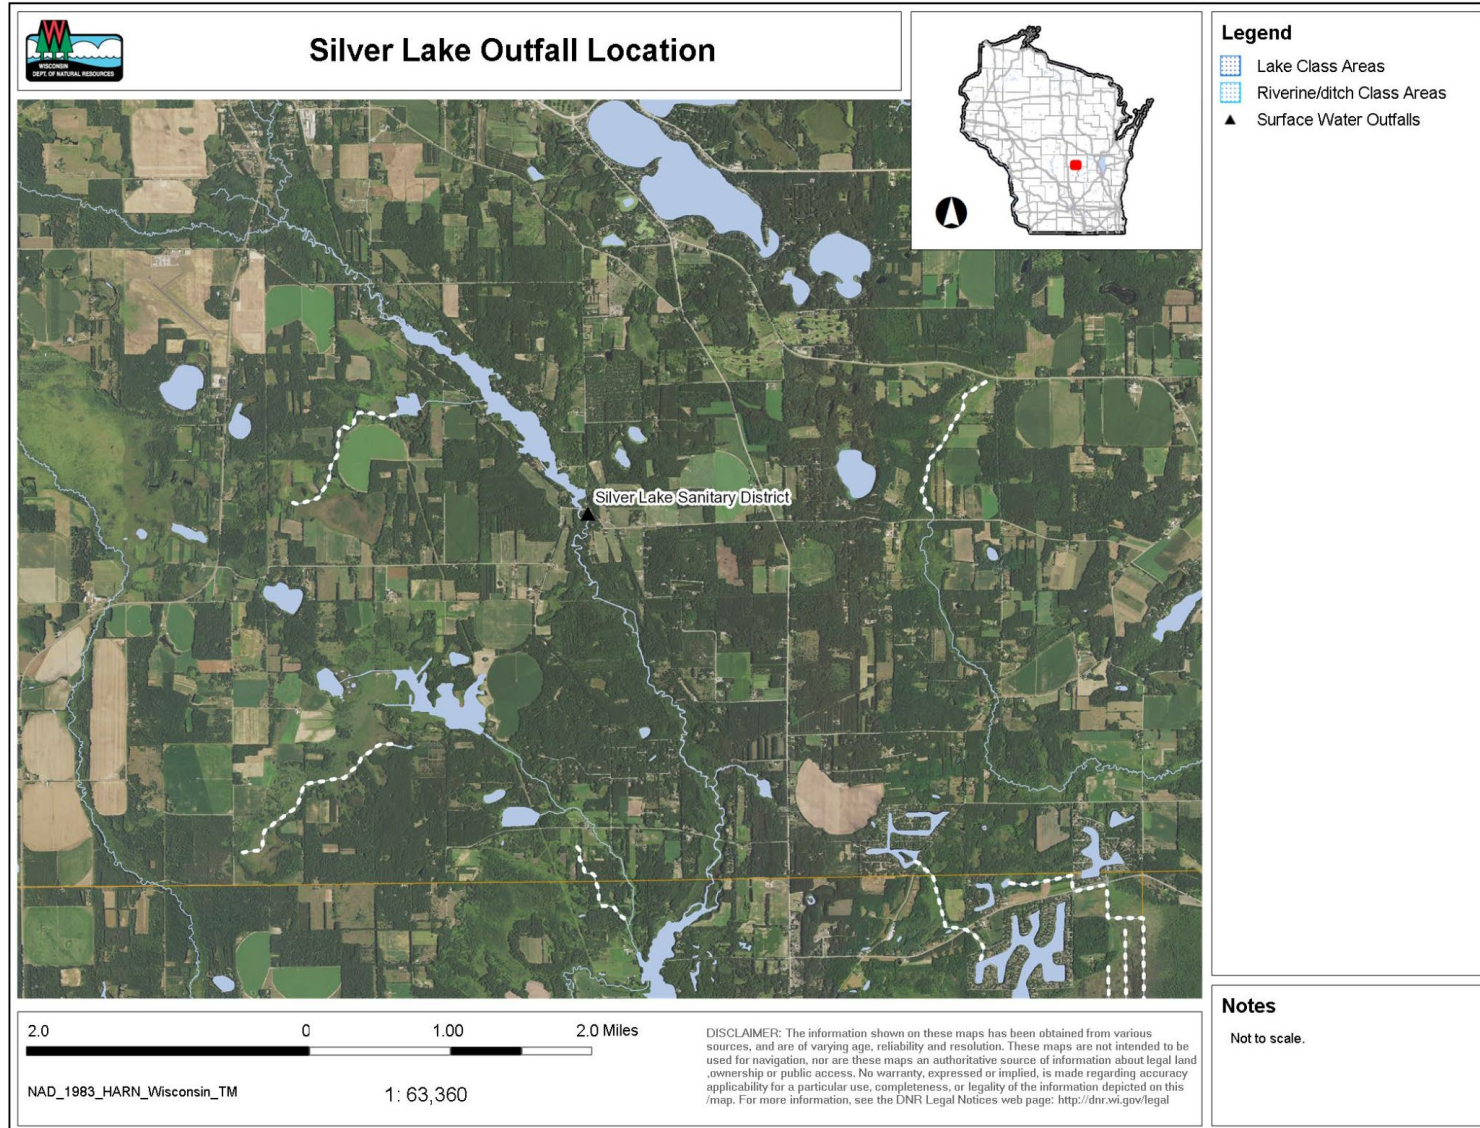 WISCONSIN
DEPT. OF NATURAL RESOURCES
Silver Lake Outfall Location
Legend
Lake Class Areas
Riverine/ditch Class Areas
Surface Water Outfalls
Silver Lake Sanitary District
2.0 0 1.00 2.0 Miles
NAD_1983_HARN_Wisconsin_TM
1: 63,360
DISCLAIMER: The information shown on these maps has been obtained from various
sources, and are of varying age, reliability and resolution. These maps are not intended to be
used for navigation, nor are these maps an authoritative source of information about legal land
,ownership or public access. No warranty, expressed or implied, is made regarding accuracy
applicability for a particular use, completeness, or legality of the information depicted on this
/map. For more information, see the DNR Legal Notices web page: http://dnr.wi.gov/legal
Notes
Not to scale.